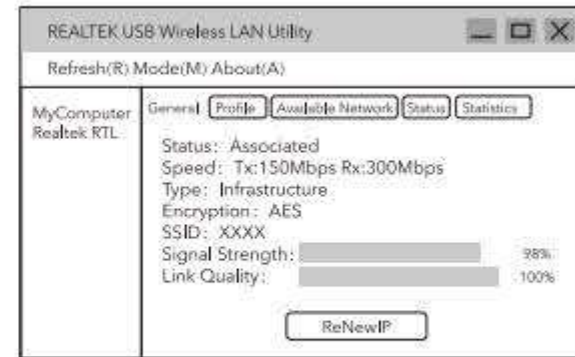 REALTEK USB Wireless LAN Utility
Refresh(R) Mode(M) About(A)
MyComputer
Realtek RTL
General Profile Available Network Status Statistics
Status: Associated
Speed: Tx:150Mbps Rx:300Mbps
Type: Infrastructure
Encryption: AES
SSID: XXXX
Signal Strength: 98%
Link Quality: 100%
ReNewIP